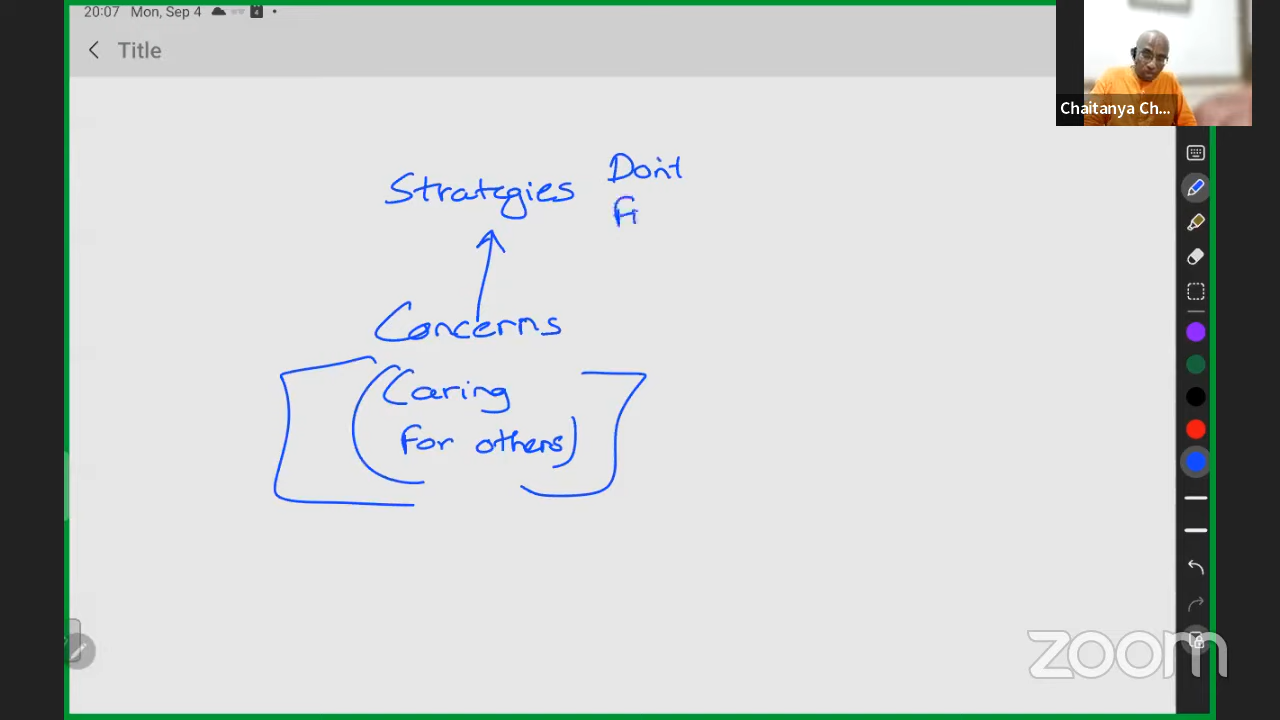 20:07 Mon, Sep 4
Title
Chaitanya Ch...
Strategies Don't
Concerns
(Caring
for others)
zoom